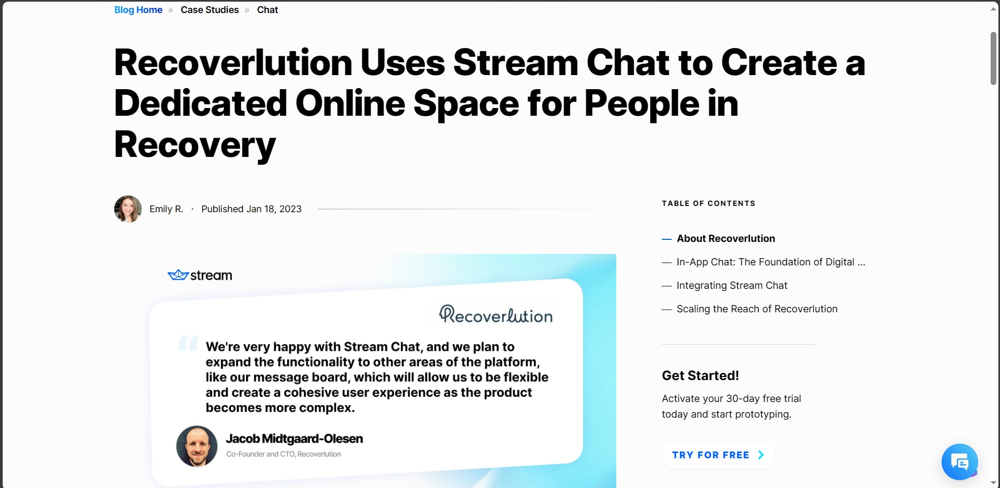 Blog Home » Case Studies » Chat
Recoverlution Uses Stream Chat to Create a
Dedicated Online Space for People in
Recovery
Emily R. · Published Jan 18, 2023
stream
Recoverlution
“
We're very happy with Stream Chat, and we plan to
expand the functionality to other areas of the platform,
like our message board, which will allow us to be flexible
and create a cohesive user experience as the product
becomes more complex.
Jacob Midtgaard-Olesen
Co-Founder and CTO, Recoverlution
TABLE OF CONTENTS
— About Recoverlution
— In-App Chat: The Foundation of Digital ...
— Integrating Stream Chat
— Scaling the Reach of Recoverlution
Get Started!
Activate your 30-day free trial
today and start prototyping.
TRY FOR FREE